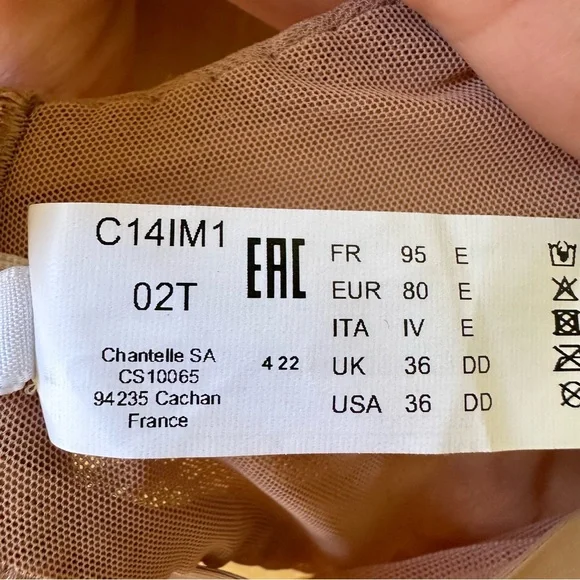 C14IM1
02T
Chantelle SA
CS10065
94235 Cachan
France
EAC
4 22
FR 95 E
EUR 80 E
ITA IV E
UK 36 DD
USA 36 DD